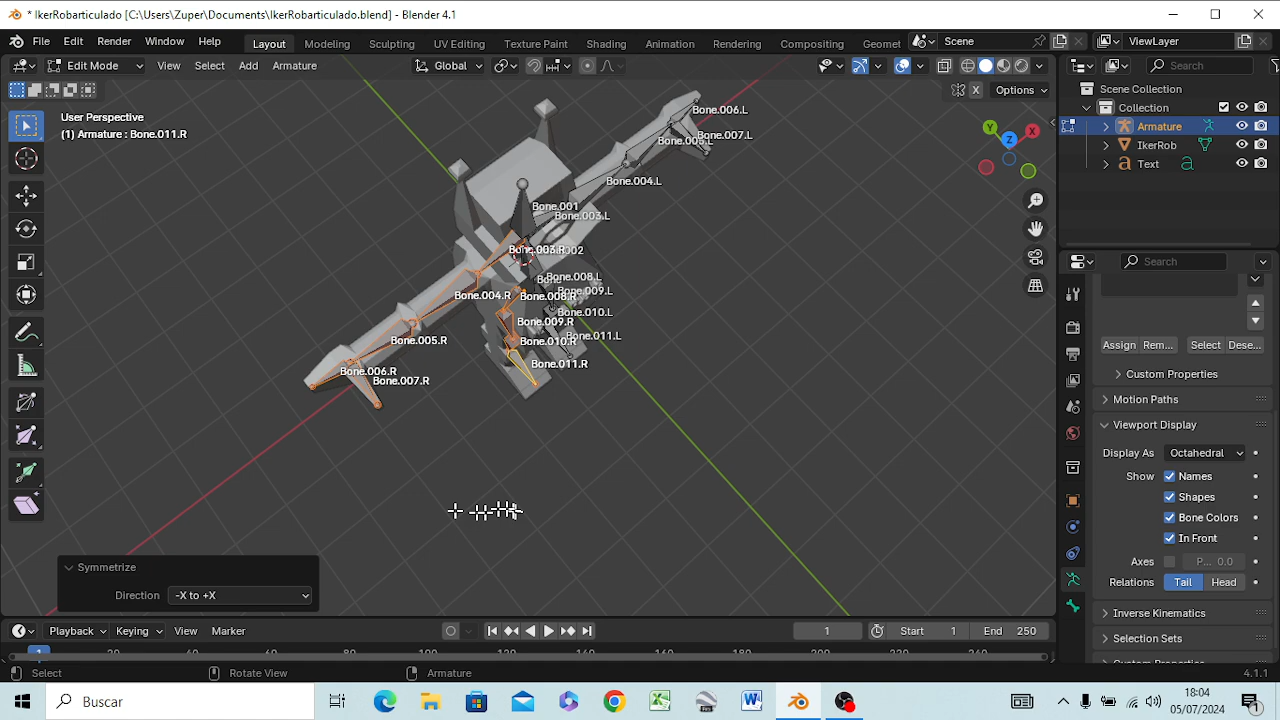 * IkerRobarticulado [C:\Users\Zuper\Documents\IkerRobarticulado.blend] - Blender 4.1
File Edit Render Window Help Layout Modeling Sculpting UV Editing Texture Paint Shading Animation Rendering Compositing Geomet Scene ViewLayer
Edit Mode View Select Add Armature Global Search
X Options
User Perspective
(1) Armature : Bone.011.R
Scene Collection
Collection
Armature
IkerRob
Text
Y X Z
Bone.006.L
Bone.007.L
Bone.004.L
Bone.001
Bone.003.L
Bone.003.R
Bone.008.L
Bone.009.L
Bone.004.R
Bone.008.R
Bone.010.L
Bone.009.R
Bone.011.L
Bone.005.R
Bone.010.R
Bone.011.R
Bone.006.R
Bone.007.R
Search
Assign Rem... Select Dese...
Custom Properties
Motion Paths
Viewport Display
Display As Octahedral
Show Names
Shapes
Bone Colors
In Front
Axes P... 0.0
Relations Tail Head
Inverse Kinematics
Selection Sets
Symmetrize
Direction -X to +X
Playback Keying View Marker 1 Start 1 End 250
Select Rotate View Armature 4.1.1
Buscar
18:04
05/07/2024
1